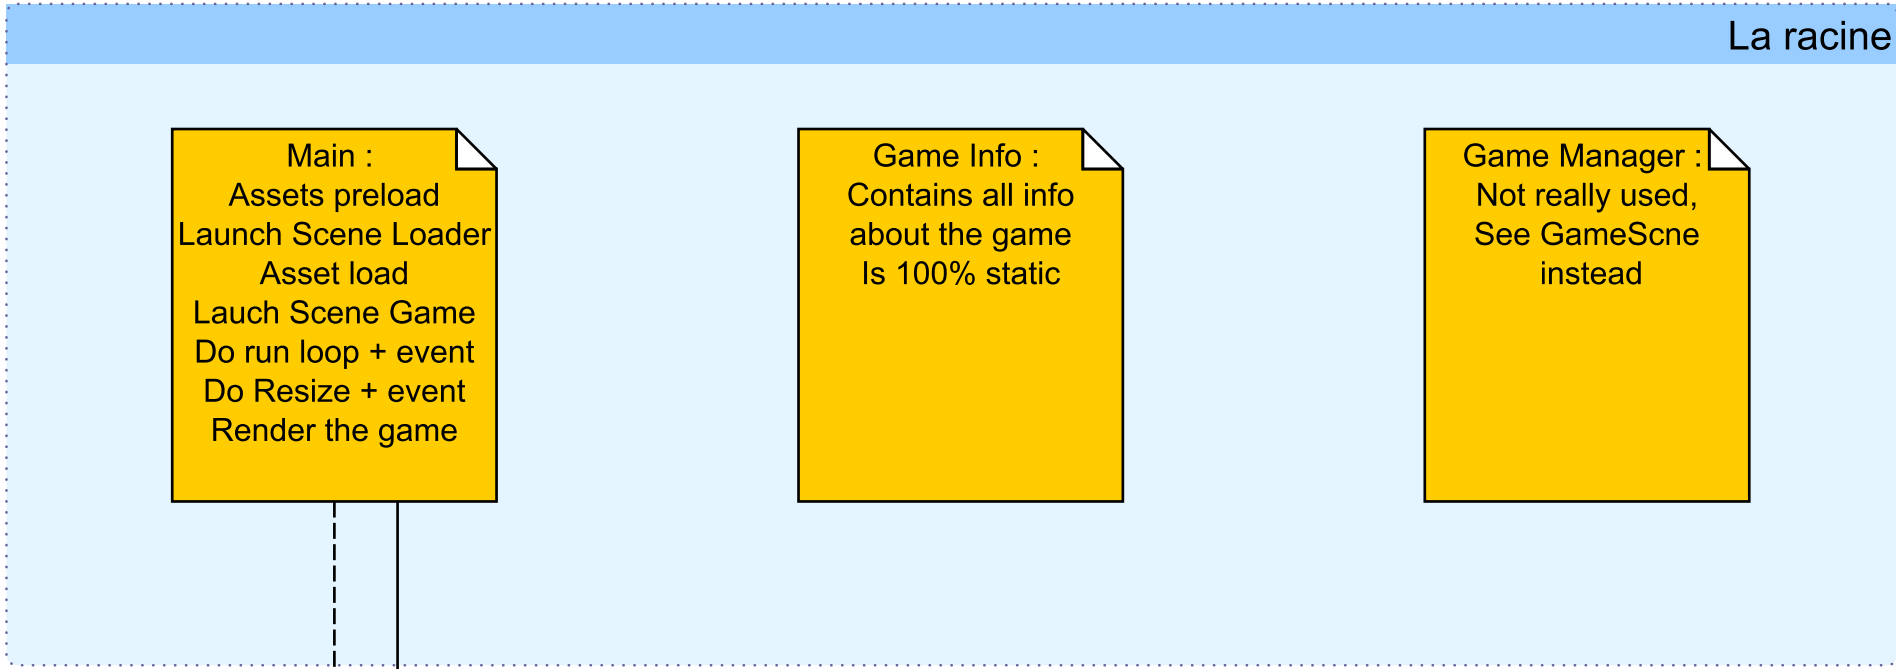 La racine
Main :
Assets preload
Launch Scene Loader
Asset load
Lauch Scene Game
Do run loop + event
Do Resize + event
Render the game
Game Info :
Contains all info
about the game
Is 100% static
Game Manager :
Not really used,
See GameScne
instead